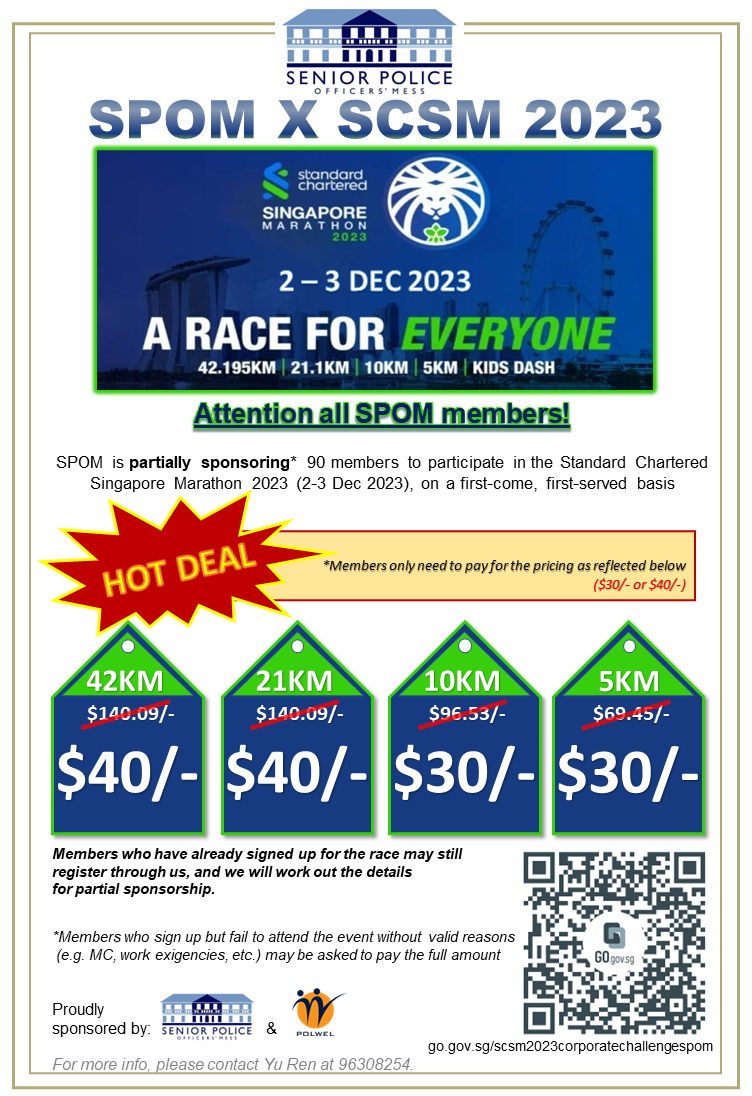 SENIOR POLICE
OFFICERS' MESS
SPOM X SCSM 2023
standard
chartered
SINGAPORE
MARATHON
2023
2 – 3 DEC 2023
A RACE FOR EVERYONE
42.195KM | 21.1KM | 10KM | 5KM | KIDS DASH
Attention all SPOM members!
SPOM is partially sponsoring* 90 members to participate in the Standard Chartered
Singapore Marathon 2023 (2-3 Dec 2023), on a first-come, first-served basis
HOT DEAL
*Members only need to pay for the pricing as reflected below
($30/- or $40/-)
42KM
$140.09/-
$40/-
21KM
$140.09/-
$40/-
10KM
$96.53/-
$30/-
5KM
$69.45/-
$30/-
Members who have already signed up for the race may still
register through us, and we will work out the details
for partial sponsorship.
*Members who sign up but fail to attend the event without valid reasons
(e.g. MC, work exigencies, etc.) may be asked to pay the full amount
GO gov.sg
Proudly
sponsored by:
SENIOR POLICE
OFFICERS' MESS
&
POLWEL
go.gov.sg/scsm2023corporatechallengespom
For more info, please contact Yu Ren at 96308254.